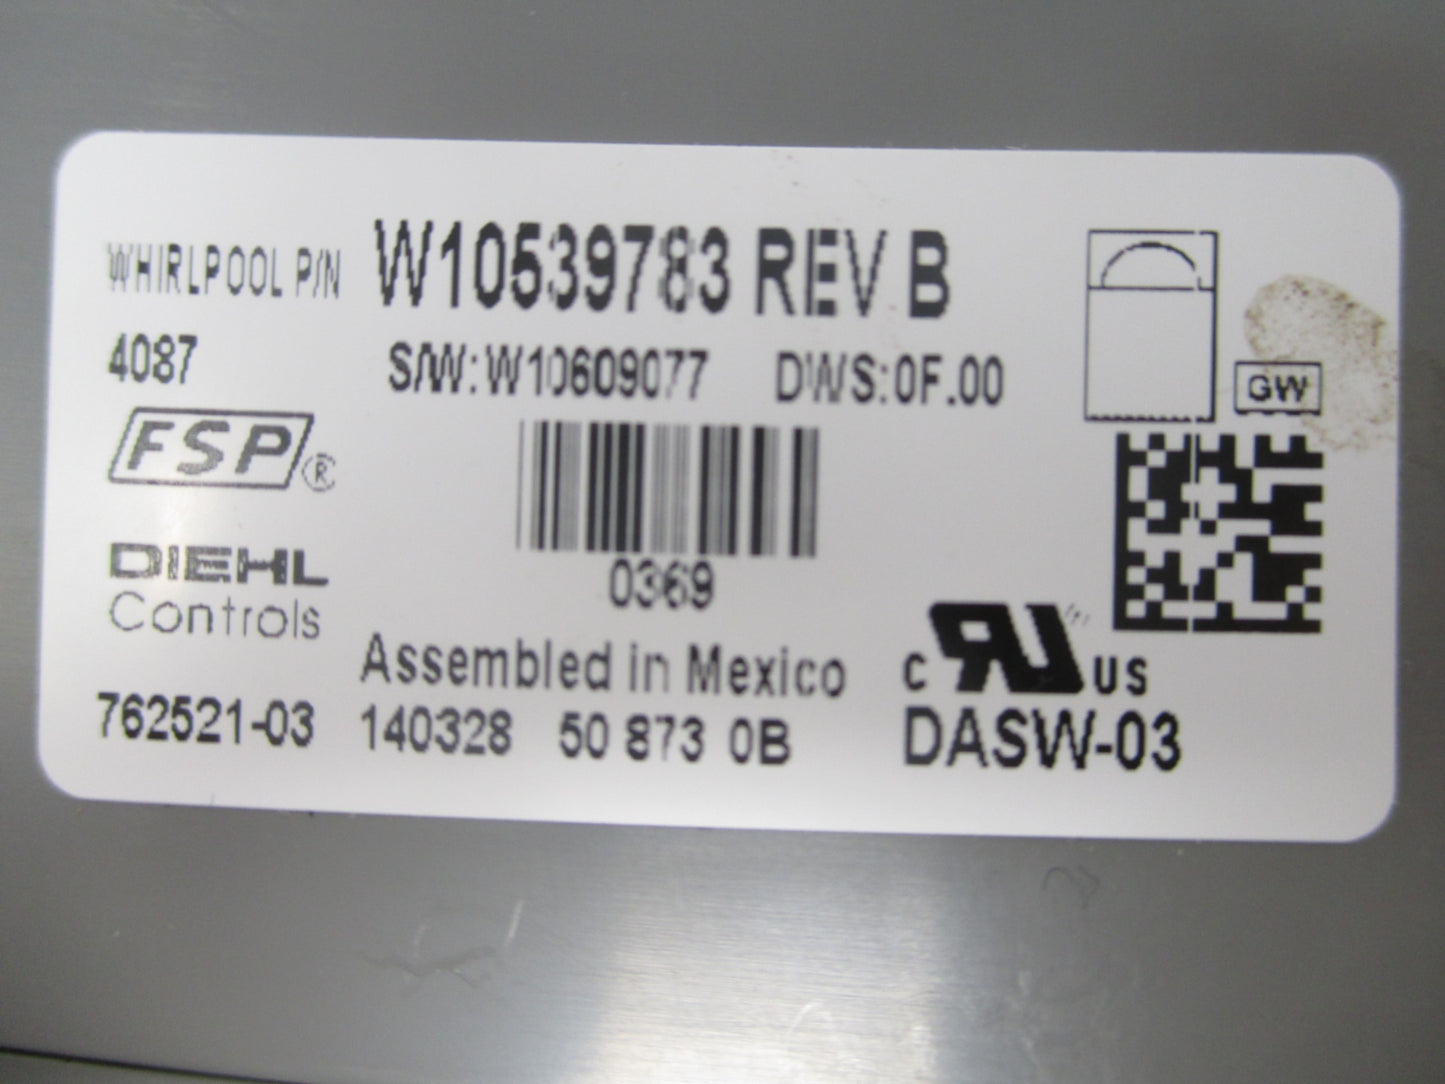 WHIRLPOOL P/N W10539783 REV B
4087 S/W:W10609077 DWS:0F.00
GW
FSP®
0369
DIEHL
Controls
Assembled in Mexico
C RU US
762521-03 140328 50 873 0B DASW-03